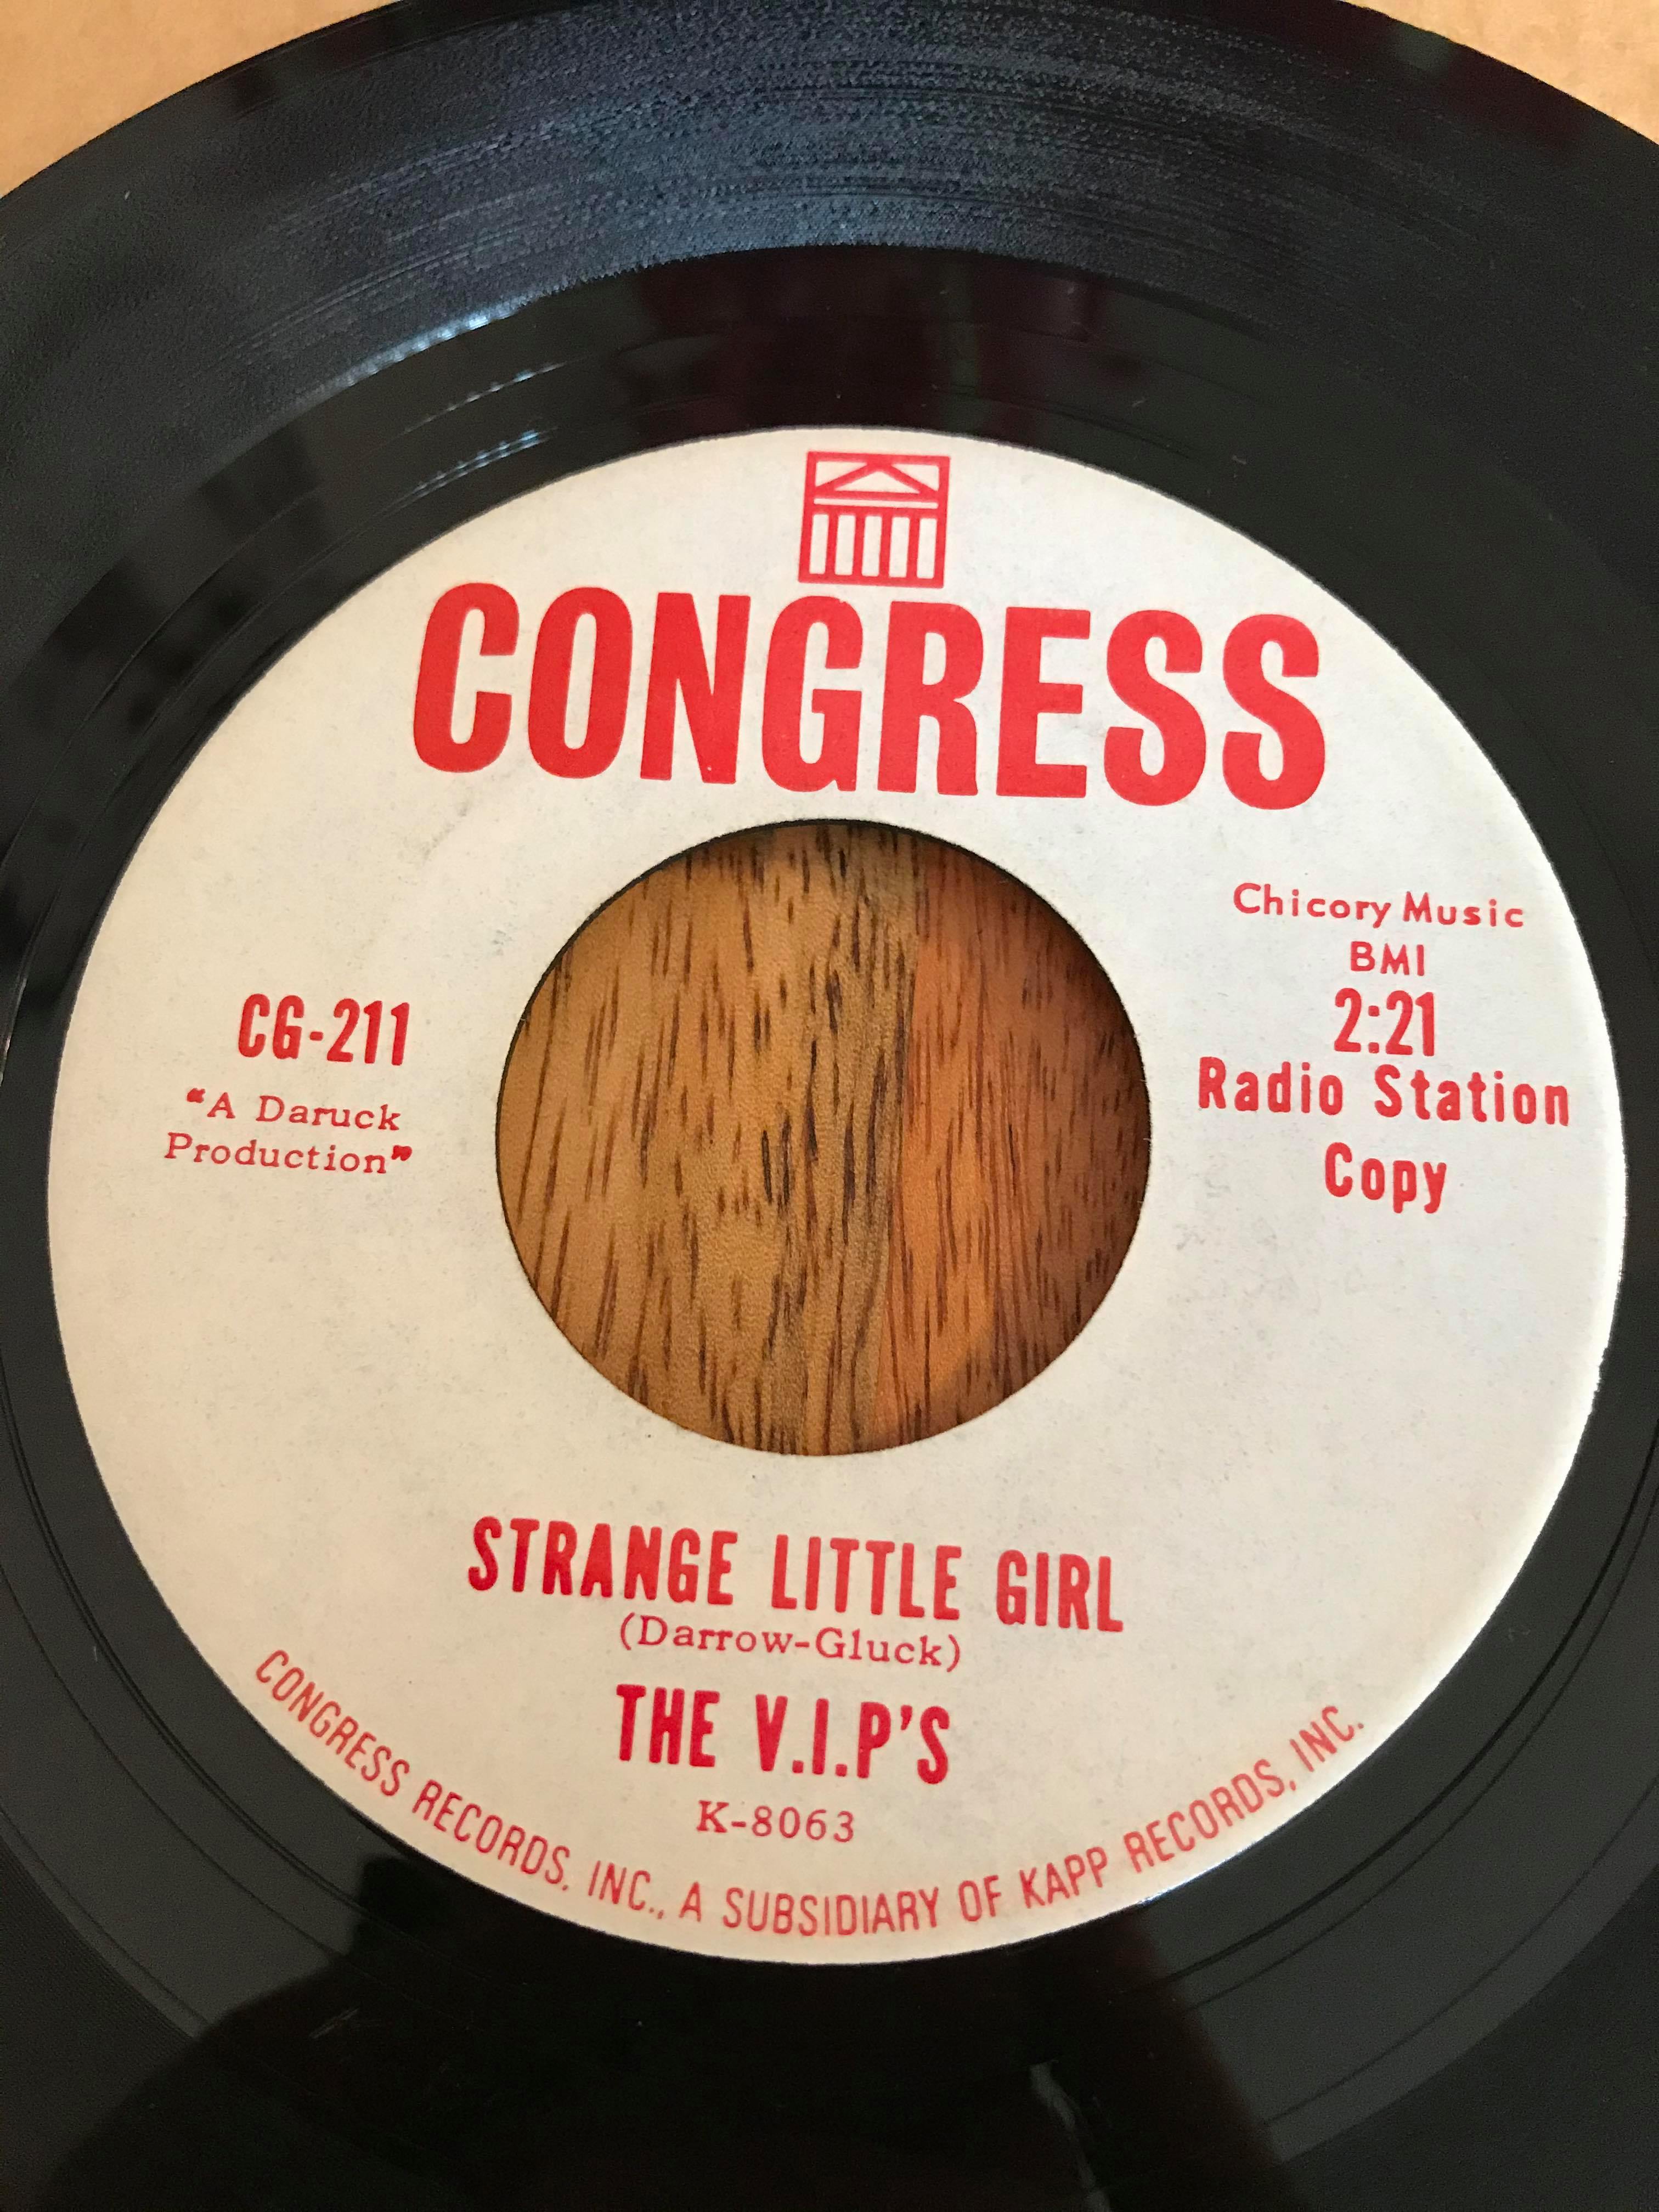 CONGRESS
Chicory Music
BMI
2:21
Radio Station
Copy
CG-211
“A Daruck
Production”
STRANGE LITTLE GIRL
(Darrow-Gluck)
THE V.I.P'S
K-8063
CONGRESS RECORDS, INC., A SUBSIDIARY OF KAPP RECORDS, INC.